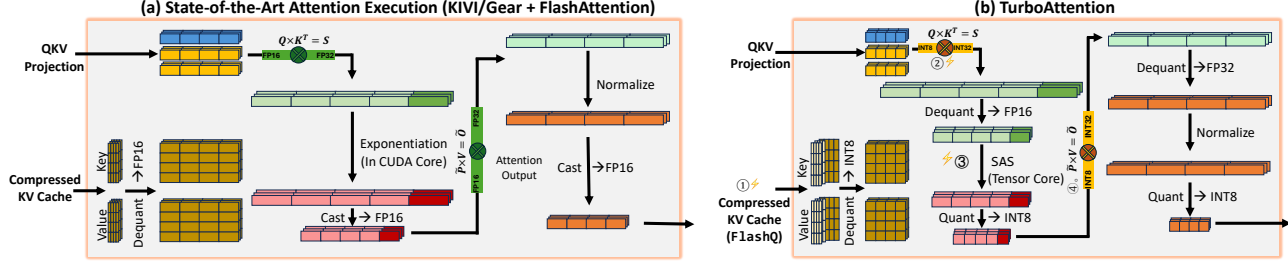 (a) State-of-the-Art Attention Execution (KIVI/Gear + FlashAttention)
QKV
Projection
Q×Kᵀ = S
FP16
FP32
Exponentiation
(In CUDA Core)
Compressed
KV Cache
Key
Value
Dequant → FP16
Cast → FP16
FP16
FP32
P̃×V = Õ
Attention
Output
Normalize
Cast → FP16
(b) TurboAttention
QKV
Projection
Q×Kᵀ = S
INT8
INT32
②⚡
Dequant → FP16
⚡③
SAS
(Tensor Core)
①⚡
Compressed
KV Cache
(FlashQ)
Key
Value
Dequant → INT8
Quant → INT8
INT8
INT32
④. P̃×V = Õ
Dequant → FP32
Normalize
Quant → INT8